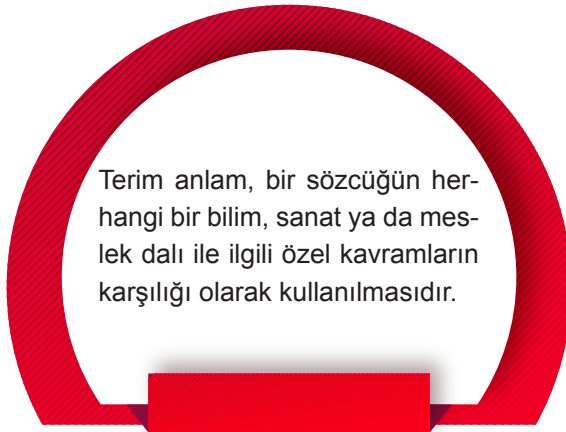 Terim anlam, bir sözcüğün her-
hangi bir bilim, sanat ya da mes-
lek dalı ile ilgili özel kavramların
karşılığı olarak kullanılmasıdır.